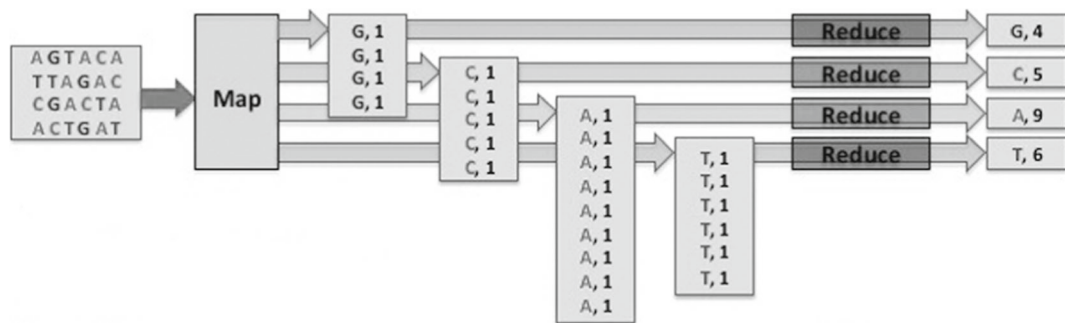 AGTACA
TTAGAC
CGACTA
ACTGAT
Map
G, 1
G, 1
G, 1
G, 1
C, 1
C, 1
C, 1
C, 1
C, 1
A, 1
A, 1
A, 1
A, 1
A, 1
A, 1
A, 1
A, 1
A, 1
T, 1
T, 1
T, 1
T, 1
T, 1
T, 1
Reduce
G, 4
Reduce
C, 5
Reduce
A, 9
Reduce
T, 6